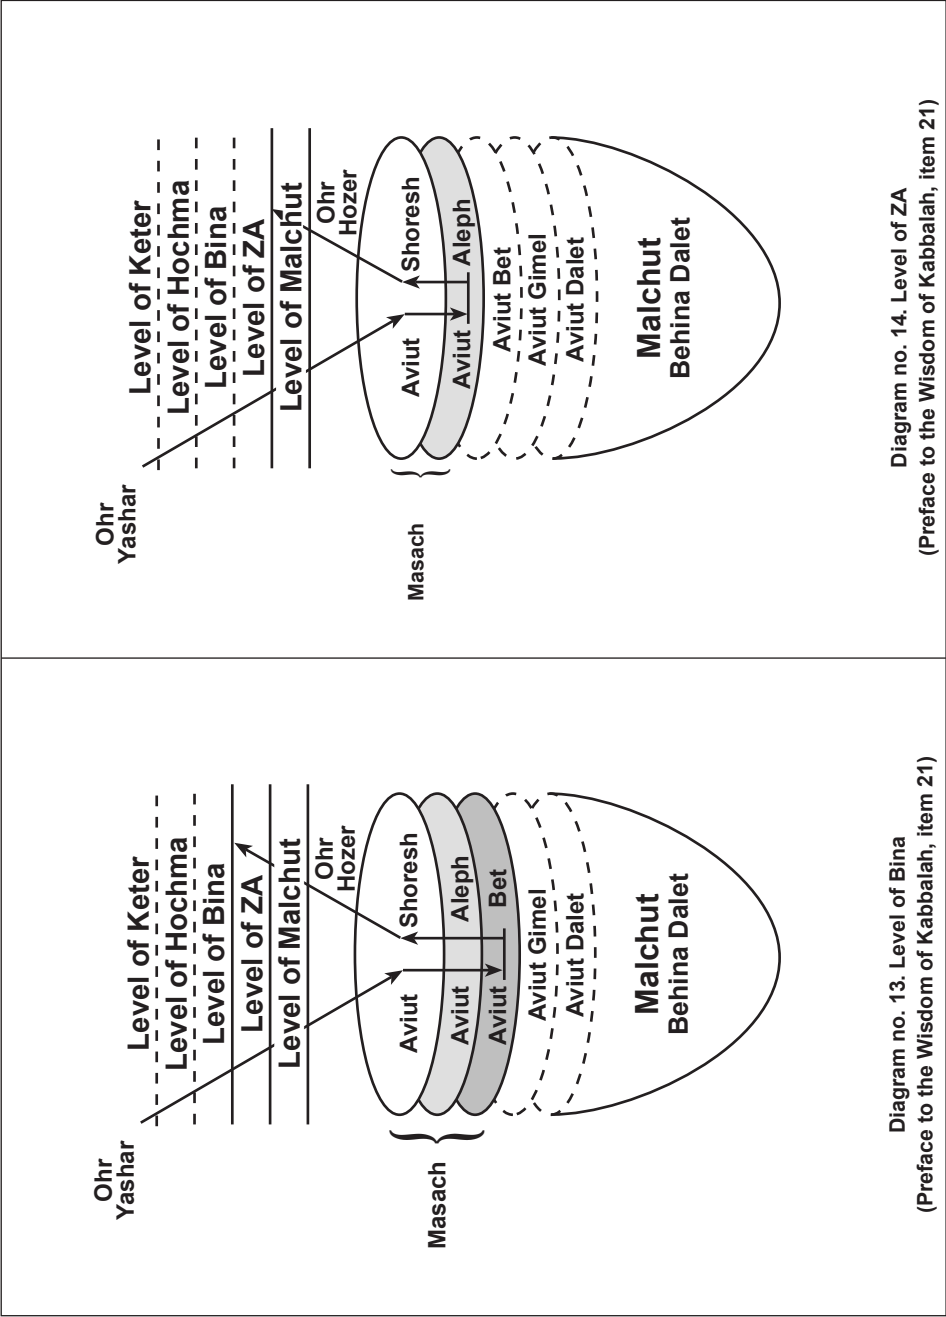 Ohr
Yashar
Level of Keter
Level of Hochma
Level of Bina
Level of ZA
Level of Malchut
Ohr
Hozer
Masach
Aviut Shoresh
Aviut Aleph
Aviut Bet
Aviut Gimel
Aviut Dalet
Malchut
Behina Dalet
Diagram no. 13. Level of Bina
(Preface to the Wisdom of Kabbalah, item 21)
Ohr
Yashar
Level of Keter
Level of Hochma
Level of Bina
Level of ZA
Level of Malchut
Ohr
Hozer
Masach
Aviut Shoresh
Aviut Aleph
Aviut Bet
Aviut Gimel
Aviut Dalet
Malchut
Behina Dalet
Diagram no. 14. Level of ZA
(Preface to the Wisdom of Kabbalah, item 21)